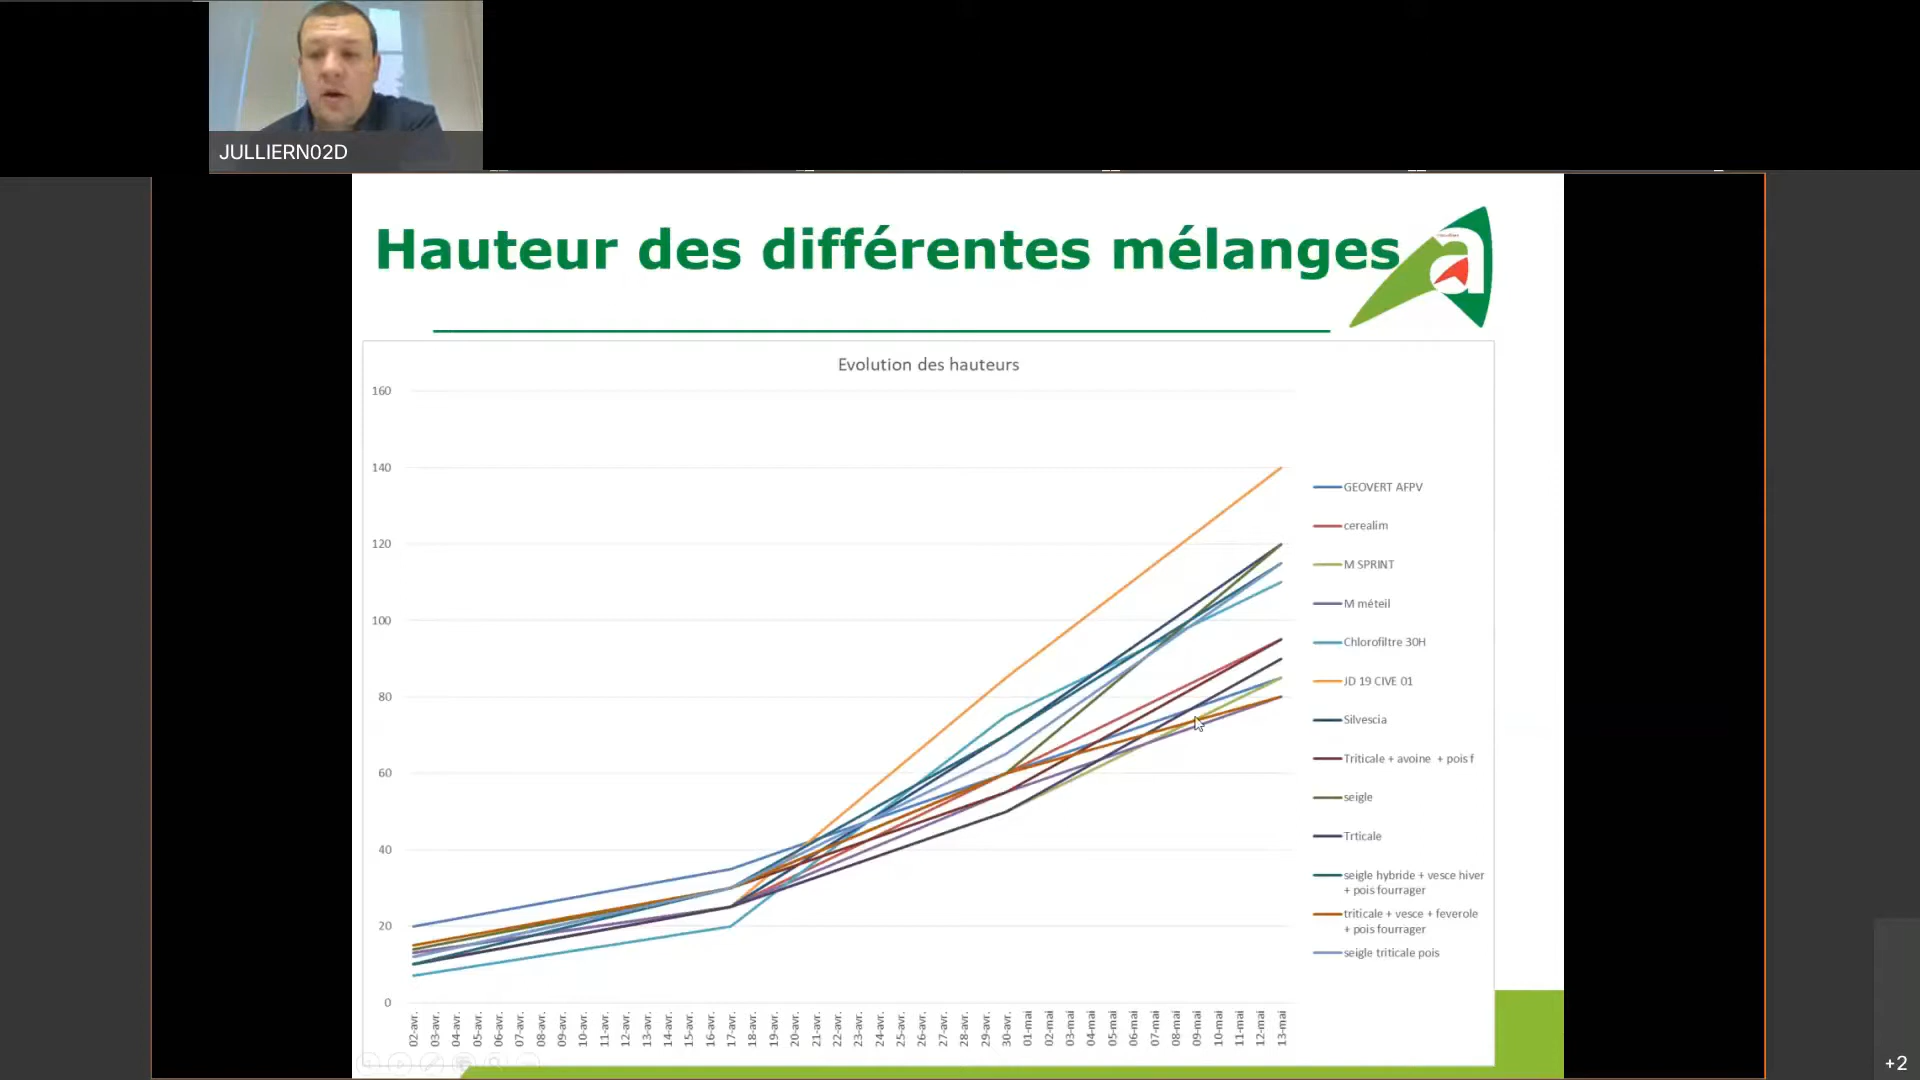 JULLIERN02D
Hauteur des différentes mélanges
a
Evolution des hauteurs
160
140
120
100
80
60
40
20
0
GEOVERT AFPV
cerealim
M SPRINT
M méteil
Chlorofiltre 30H
JD 19 CIVE 01
Silvescia
Triticale + avoine + pois f
seigle
Trticale
seigle hybride + vesce hiver
+ pois fourrager
triticale + vesce + feverole
+ pois fourrager
seigle triticale pois
02-avr.
03-avr.
04-avr.
05-avr.
06-avr.
07-avr.
08-avr.
09-avr.
10-avr.
11-avr.
12-avr.
13-avr.
14-avr.
15-avr.
16-avr.
17-avr.
18-avr.
19-avr.
20-avr.
21-avr.
22-avr.
23-avr.
24-avr.
25-avr.
26-avr.
27-avr.
28-avr.
29-avr.
30-avr.
01-mai
02-mai
03-mai
04-mai
05-mai
06-mai
07-mai
08-mai
09-mai
10-mai
11-mai
12-mai
13-mai
+2